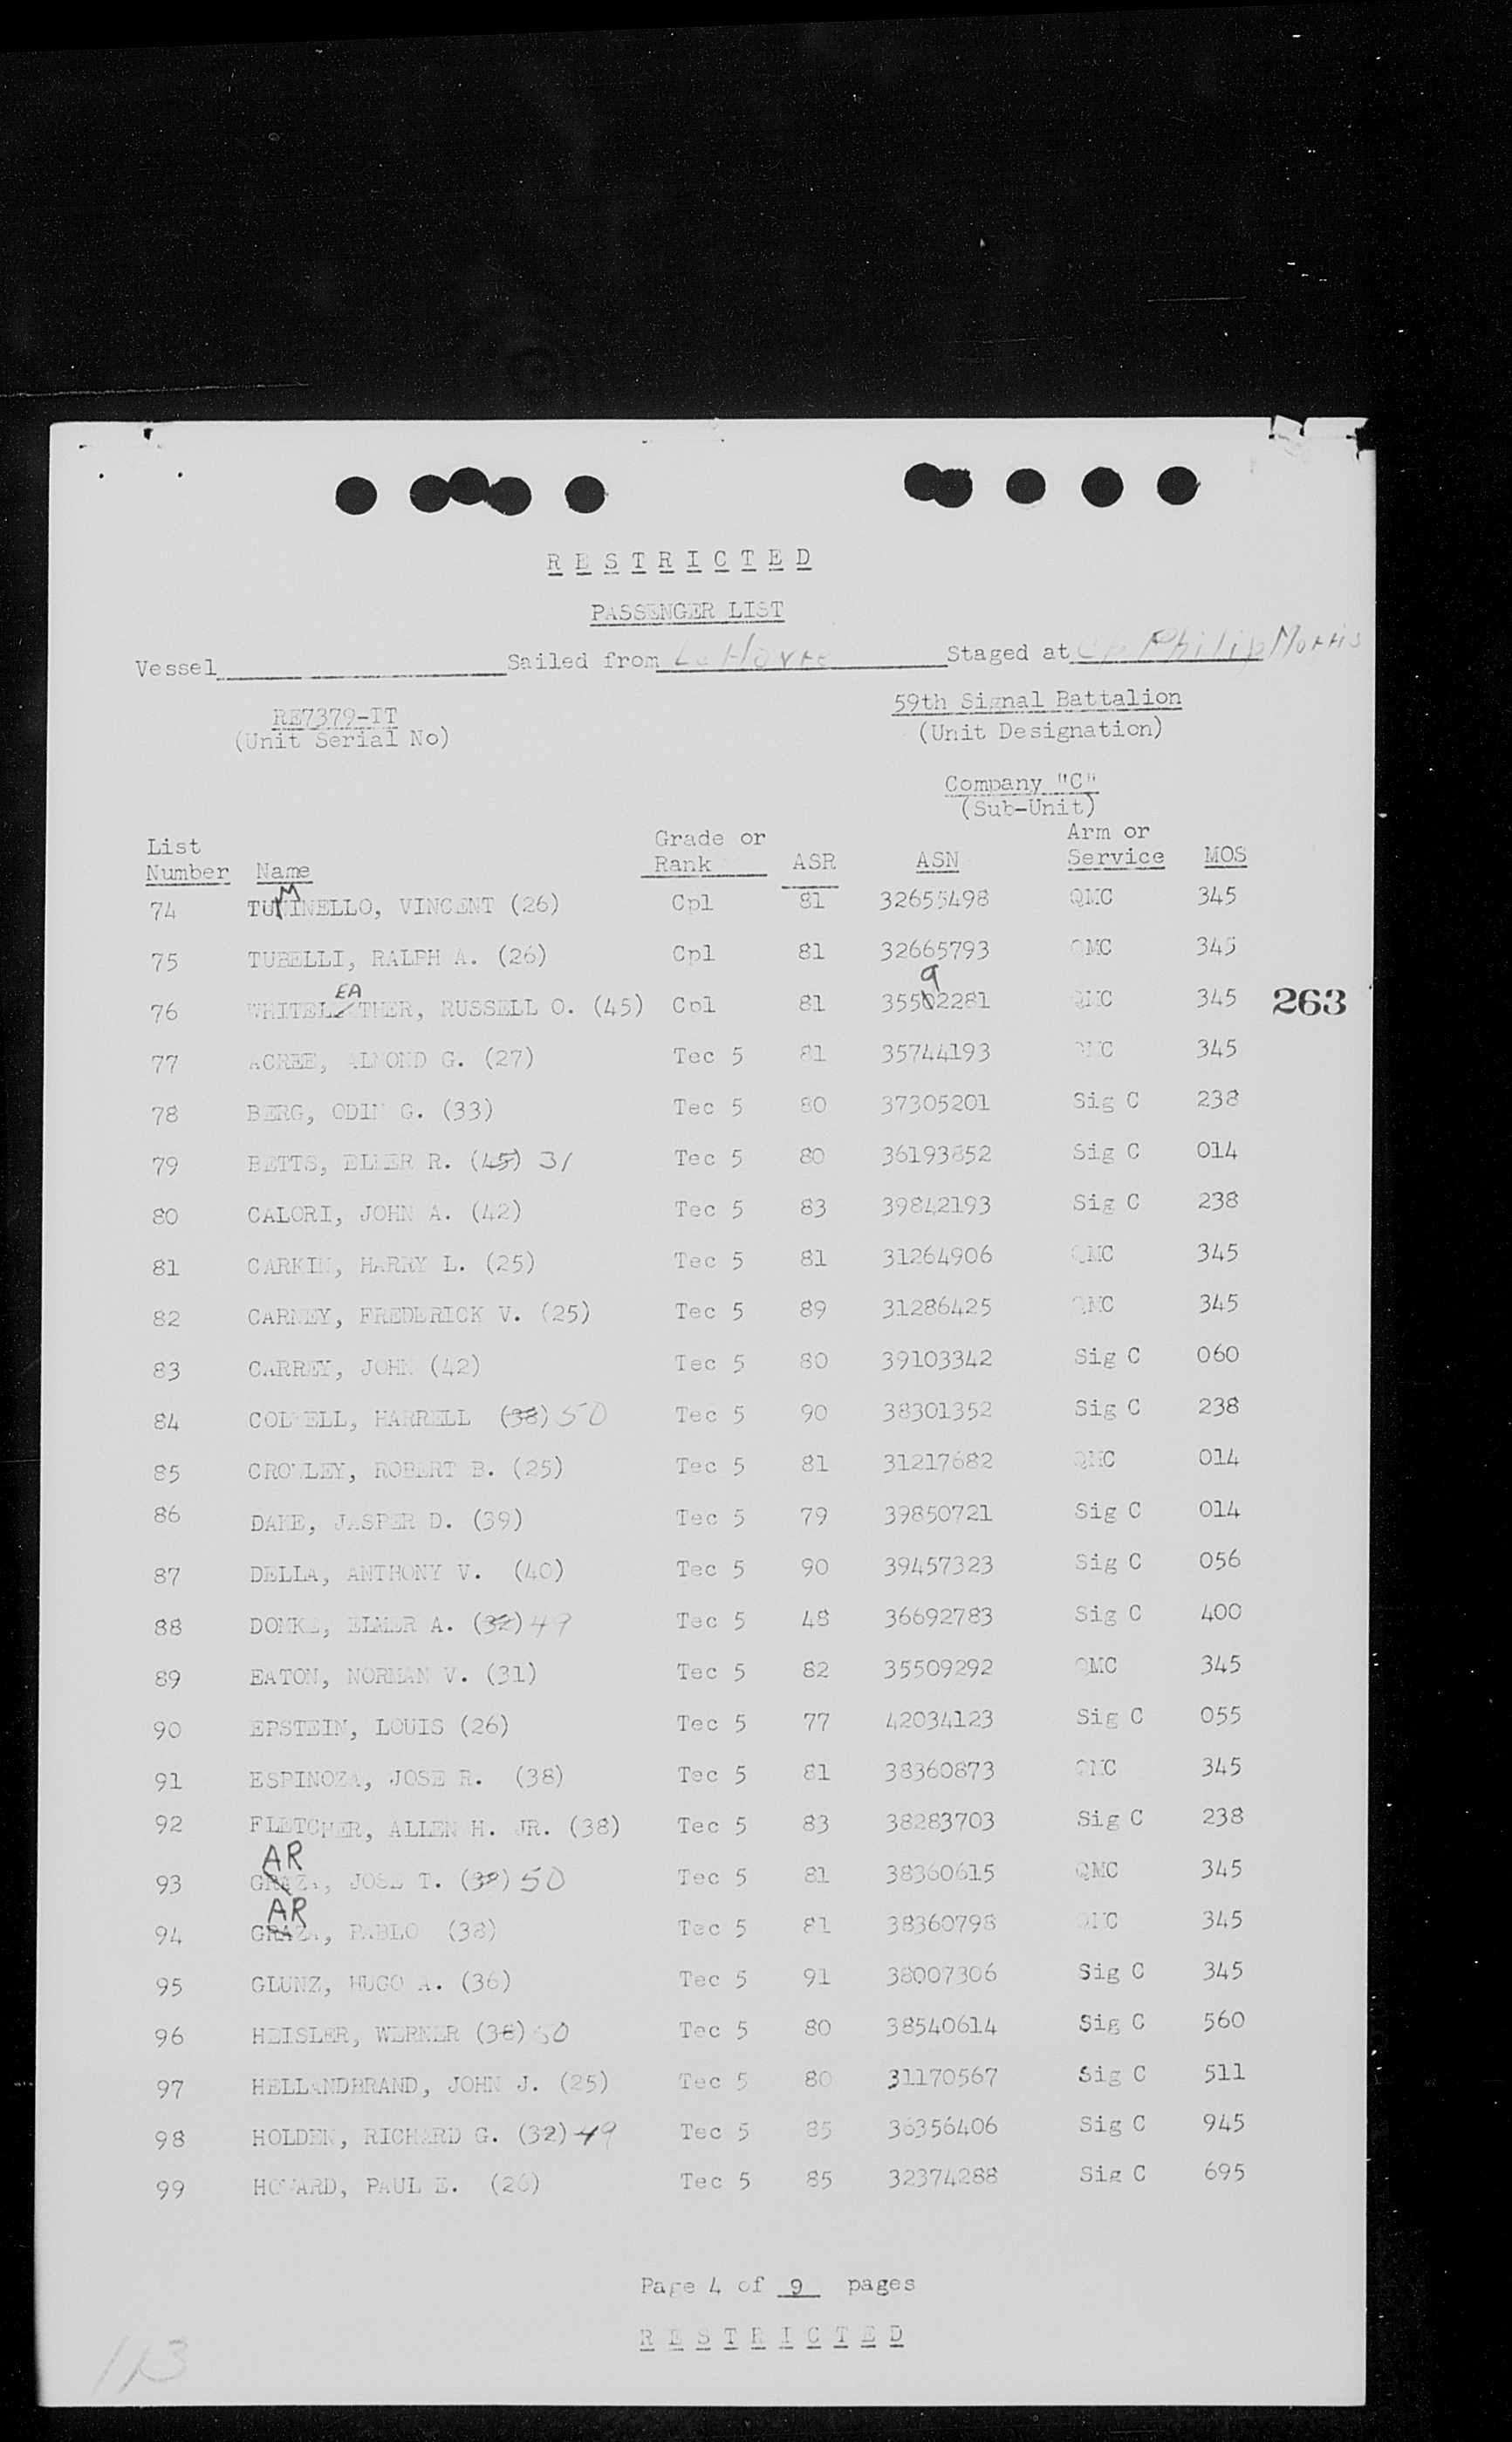 RESTRICTED
PASSENGER LIST
Vessel Sailed from Le Havre Staged at Cp Philip Morris
RE7379-TT
(Unit Serial No)
59th Signal Battalion
(Unit Designation)
Company "C"
(Sub-Unit)
List Number Name Grade or Rank ASR ASN Arm or Service MOS
74 TUMINELLO, VINCENT (26) Cpl 81 32655498 QMC 345
75 TUBELLI, RALPH A. (26) Cpl 81 32665793 QMC 345
76 WHITELEATHER, RUSSELL O. (45) Cpl 81 35592281 QMC 345
263
77 ACREE, ALMOND G. (27) Tec 5 81 35744193 QMC 345
78 BERG, ODIN G. (33) Tec 5 80 37305201 Sig C 238
79 BETTS, ELMER R. (45) 31 Tec 5 80 36193852 Sig C 014
80 CALORI, JOHN A. (42) Tec 5 83 39842193 Sig C 238
81 CARKIN, HARRY L. (25) Tec 5 81 31264906 QMC 345
82 CARNEY, FREDERICK V. (25) Tec 5 89 31286425 QMC 345
83 CARREY, JOHN (42) Tec 5 80 39103342 Sig C 060
84 HARRELL (38) 50 Tec 5 90 38301352 Sig C 238
85 CROWLEY, ROBERT B. (25) Tec 5 81 31217682 QMC 014
86 DAKE, JASPER D. (39) Tec 5 79 39850721 Sig C 014
87 DELLA, ANTHONY V. (40) Tec 5 90 39457323 Sig C 056
88 DOMKE, ELMER A. (32) 49 Tec 5 48 36692783 Sig C 400
89 EATON, NORMAN V. (31) Tec 5 82 35509292 QMC 345
90 EPSTEIN, LOUIS (26) Tec 5 77 42034123 Sig C 055
91 ESPINOZA, JOSE R. (38) Tec 5 81 38360873 QMC 345
92 FLETCHER, ALLEN H. JR. (38) Tec 5 83 38283703 Sig C 238
AR
93 GRAZA, JOSE T. (38) 50 Tec 5 81 38360615 QMC 345
AR
94 GRAZA, PABLO (38) Tec 5 81 38360798 QMC 345
95 GLUNZ, HUGO A. (36) Tec 5 91 38007306 Sig C 345
96 HEISLER, WERNER (38) 50 Tec 5 80 38540614 Sig C 560
97 HELLANDBRAND, JOHN J. (25) Tec 5 80 31170567 Sig C 511
98 HOLDEN, RICHARD G. (32) 49 Tec 5 85 36356406 Sig C 945
99 HOWARD, PAUL E. (26) Tec 5 85 32374288 Sig C 695
Page 4 of 9 pages
RESTRICTED
113